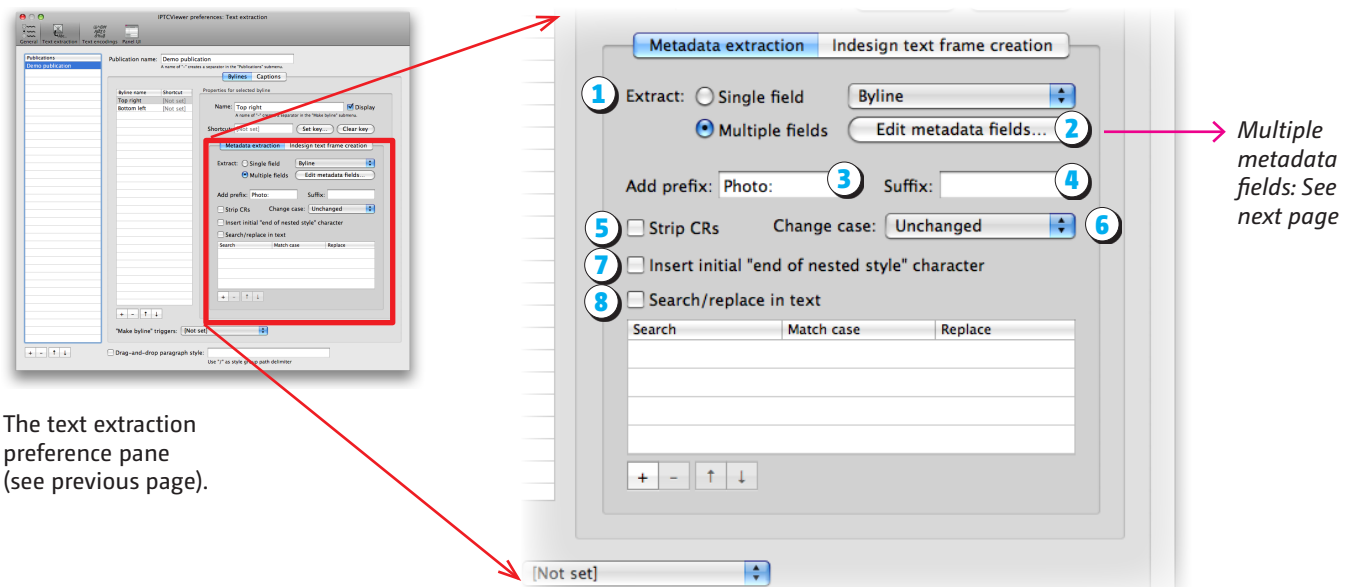 IPTCViewer preferences: Text extraction
General Text extraction Text encodings Panel UI
Publications
Demo publication
Publication name: Demo publication
A name of "-" creates a separator in the "Publications" submenu.
Bylines Captions
Byline name Shortcut
Top right [Not set]
Bottom left [Not set]
Properties for selected byline
Name: Top right Display
A name of "-" creates a separator in the "Make byline" submenu.
Shortcut: [Not set] Set key... Clear key
Metadata extraction Indesign text frame creation
Extract: Single field Byline
Multiple fields Edit metadata fields...
Add prefix: Photo: Suffix:
Strip CRs Change case: Unchanged
Insert initial "end of nested style" character
Search/replace in text
Search Match case Replace
+ - ↑ ↓
+ - ↑ ↓
"Make byline" triggers: [Not set]
+ - ↑ ↓
Drag-and-drop paragraph style:
Use "/" as style group path delimiter
The text extraction
preference pane
(see previous page).
Metadata extraction Indesign text frame creation
1 Extract: Single field Byline
Multiple fields Edit metadata fields... 2
Add prefix: Photo: 3 Suffix: 4
5 Strip CRs Change case: Unchanged 6
7 Insert initial "end of nested style" character
8 Search/replace in text
Search Match case Replace
+ - ↑ ↓
[Not set]
Multiple
metadata
fields: See
next page